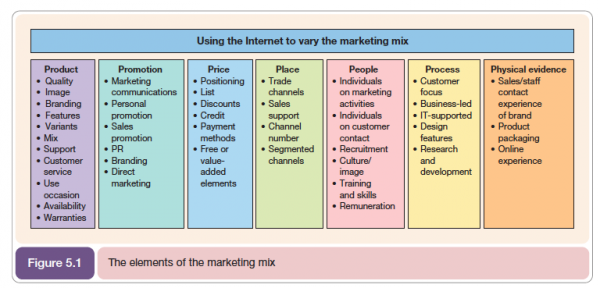 Using the Internet to vary the marketing mix
Product
• Quality
• Image
• Branding
• Features
• Variants
• Mix
• Support
• Customer
service
• Use
occasion
• Availability
• Warranties
Promotion
• Marketing
communications
• Personal
promotion
• Sales
promotion
• PR
• Branding
• Direct
marketing
Price
• Positioning
• List
• Discounts
• Credit
• Payment
methods
• Free or
value-
added
elements
Place
• Trade
channels
• Sales
support
• Channel
number
• Segmented
channels
People
• Individuals
on marketing
activities
• Individuals
on customer
contact
• Recruitment
• Culture/
image
• Training
and skills
• Remuneration
Process
• Customer
focus
• Business-led
• IT-supported
• Design
features
• Research
and
development
Physical evidence
• Sales/staff
contact
experience
of brand
• Product
packaging
• Online
experience
Figure 5.1
The elements of the marketing mix